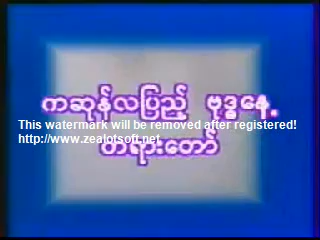 ကဆုန်လပြည့် ဗုဒ္ဓနေ့
This watermark will be removed after registered!
http://www.zealotsoft.net
တရားတော်